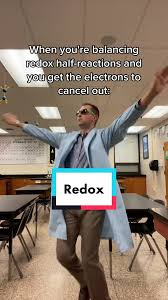 When you're balancing
redox half-reactions and
you get the electrons to
cancel out:
Redox